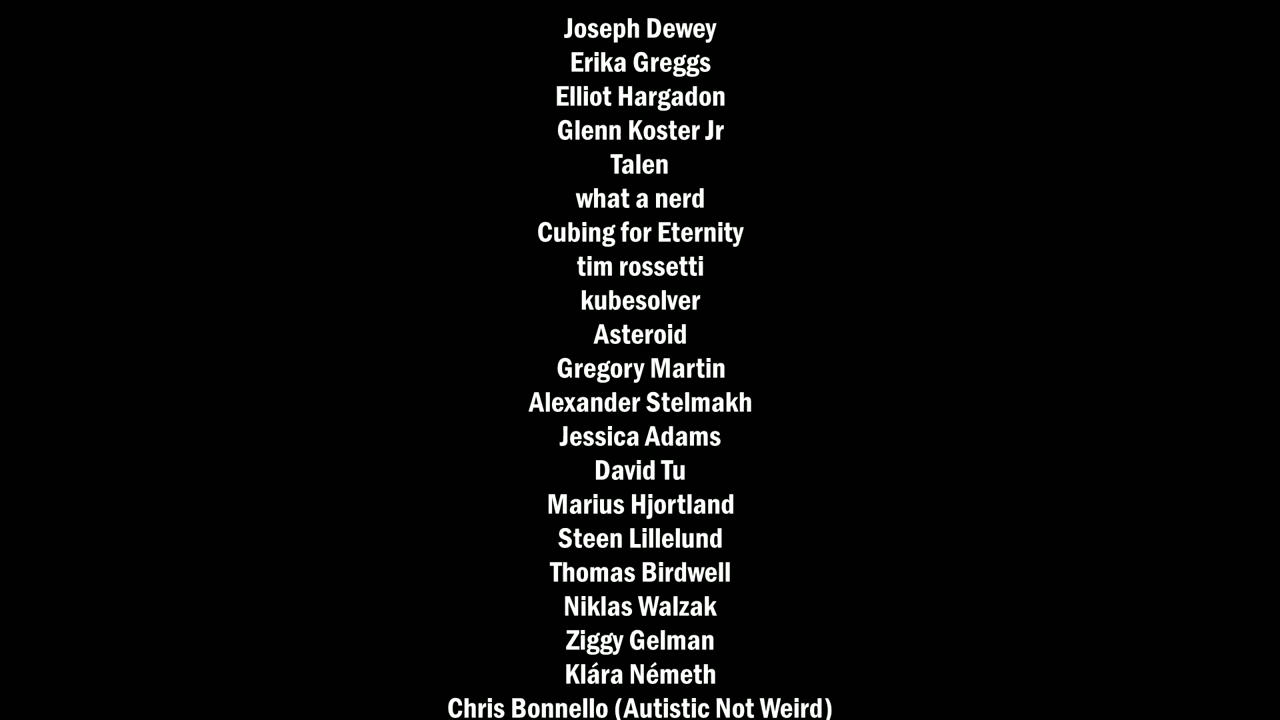 Joseph Dewey
Erika Greggs
Elliot Hargadon
Glenn Koster Jr
Talen
what a nerd
Cubing for Eternity
tim rossetti
kubesolver
Asteroid
Gregory Martin
Alexander Stelmakh
Jessica Adams
David Tu
Marius Hjortland
Steen Lillelund
Thomas Birdwell
Niklas Walzak
Ziggy Gelman
Klára Németh
Chris Bonnello (Autistic Not Weird)